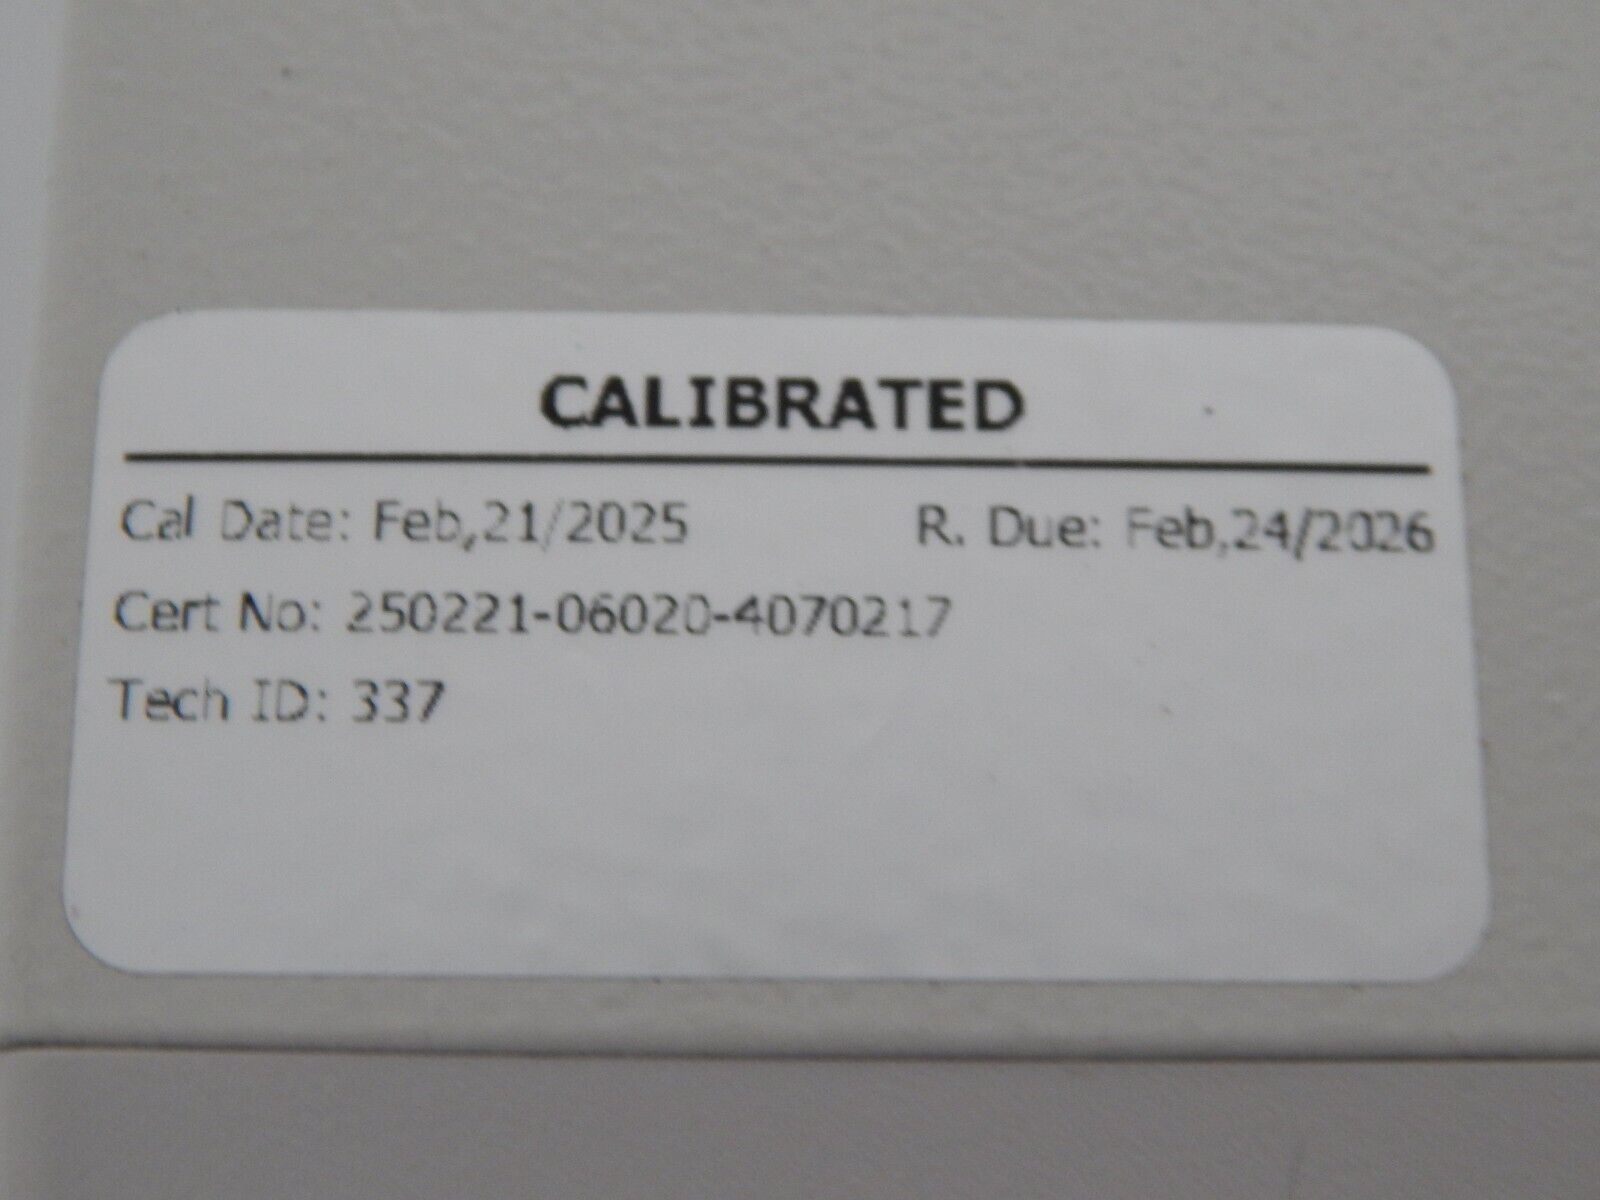 CALIBRATED
Cal Date: Feb,21/2025 R. Due: Feb,24/2026
Cert No: 250221-06020-4070217
Tech ID: 337